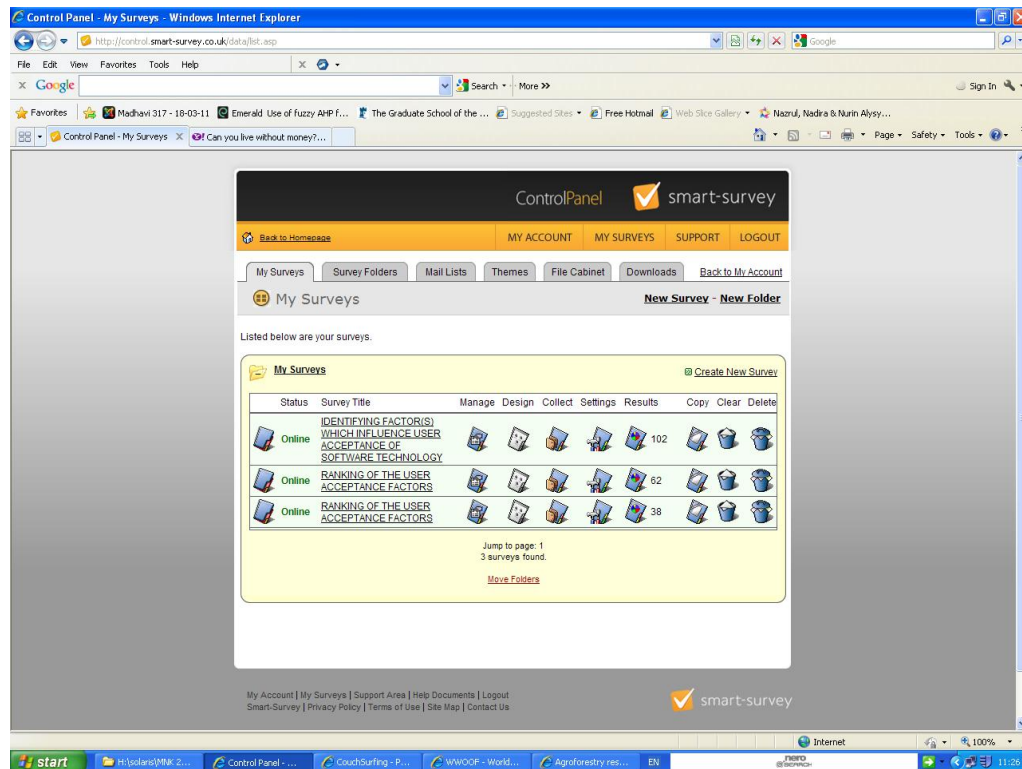 Control Panel - My Surveys - Windows Internet Explorer
http://control.smart-survey.co.uk/data/list.asp
Google
File Edit View Favorites Tools Help
x
x Google Search More >> Sign In
Favorites Madhavi 317 - 18-03-11 Emerald Use of fuzzy AHP f... The Graduate School of the ... Suggested Sites Free Hotmail Web Slice Gallery Nazrul, Nadira & Nurin Alysy...
Control Panel - My Surveys X Can you live without money?... Page Safety Tools
ControlPanel smart-survey
Back to Homepage MY ACCOUNT MY SURVEYS SUPPORT LOGOUT
My Surveys Survey Folders Mail Lists Themes File Cabinet Downloads Back to My Account
My Surveys New Survey - New Folder
Listed below are your surveys.
My Surveys Create New Survey
Status Survey Title Manage Design Collect Settings Results Copy Clear Delete
Online IDENTIFYING FACTOR(S)
WHICH INFLUENCE USER
ACCEPTANCE OF
SOFTWARE TECHNOLOGY 102
Online RANKING OF THE USER
ACCEPTANCE FACTORS 62
Online RANKING OF THE USER
ACCEPTANCE FACTORS 38
Jump to page: 1
3 surveys found.
Move Folders
My Account | My Surveys | Support Area | Help Documents | Logout
Smart-Survey | Privacy Policy | Terms of Use | Site Map | Contact Us
smart-survey
Internet 100%
start H:\solaris\MNK 2... Control Panel - ... CouchSurfing - P... WWOOF - World... Agroforestry res... EN nero SEARCH 11:26